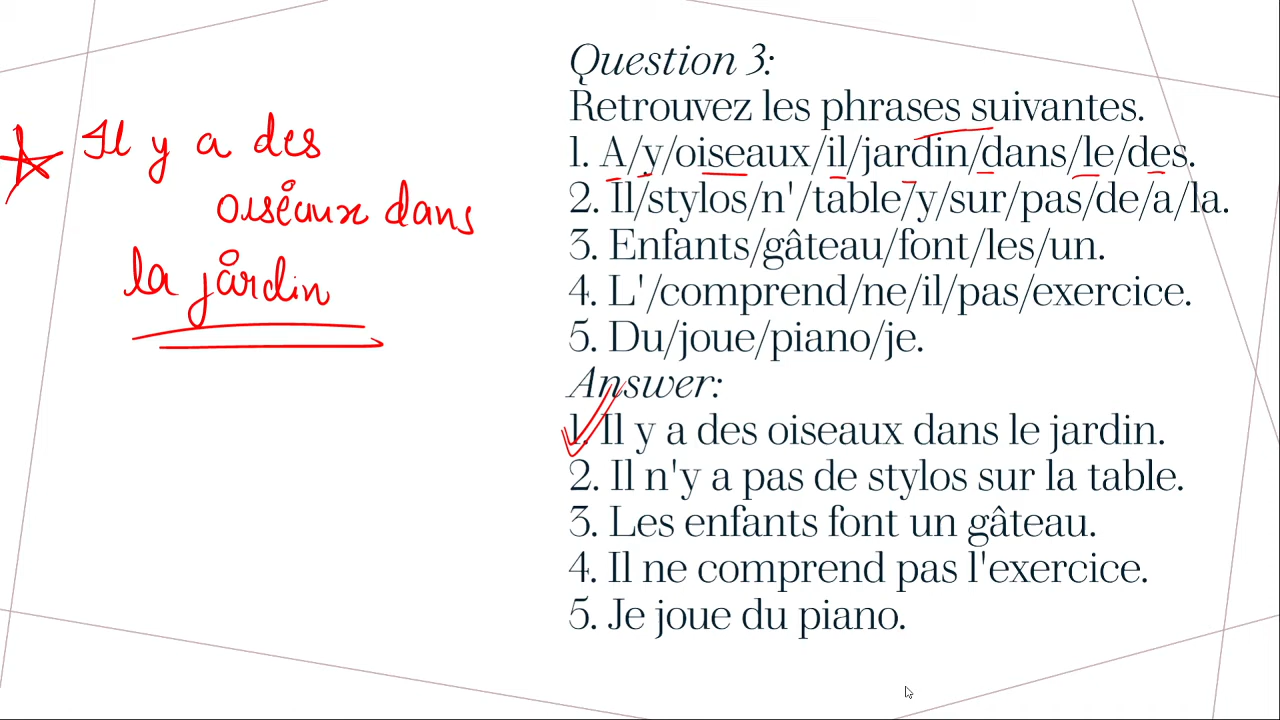 Il y a des
oiseaux dans
la jardin
Question 3:
Retrouvez les phrases suivantes.
1. A/y/oiseaux/il/jardin/dans/le/des.
2. Il/stylos/n'/table/y/sur/pas/de/a/la.
3. Enfants/gâteau/font/les/un.
4. L'/comprend/ne/il/pas/exercice.
5. Du/joue/piano/je.
Answer:
1. Il y a des oiseaux dans le jardin.
2. Il n'y a pas de stylos sur la table.
3. Les enfants font un gâteau.
4. Il ne comprend pas l'exercice.
5. Je joue du piano.